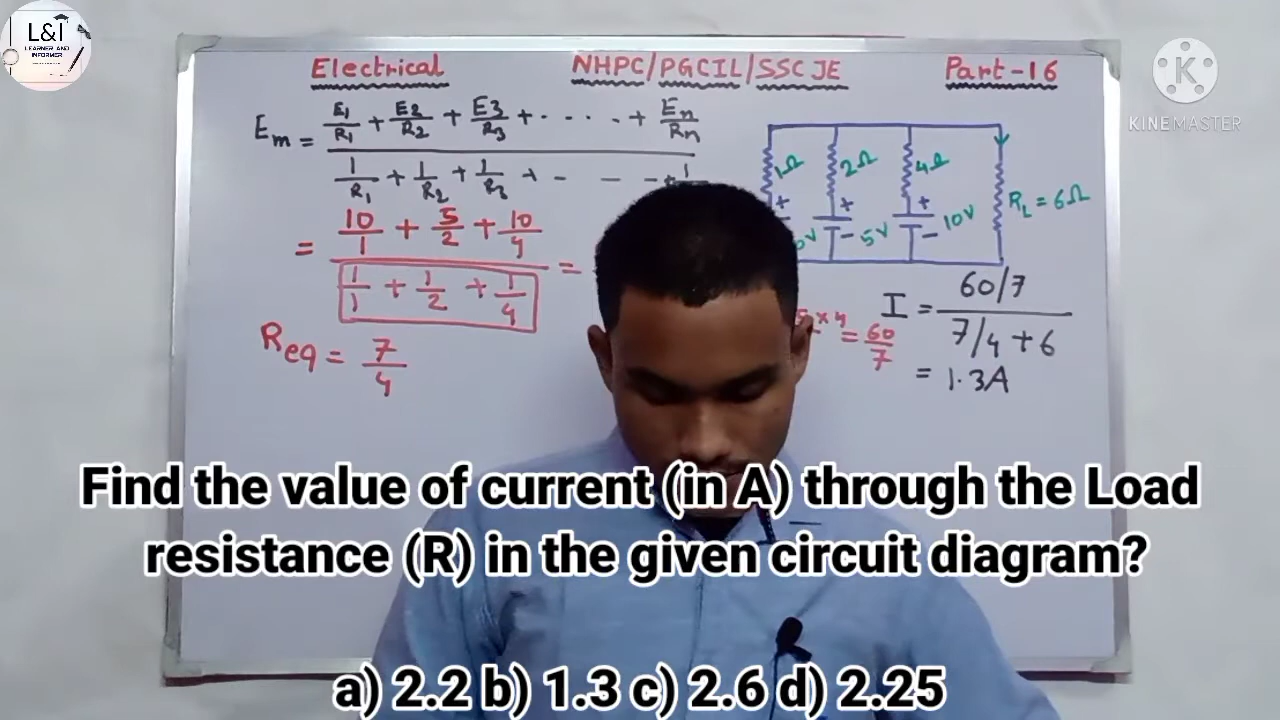 L&I
LEARNER AND
INFORMER
KINEMASTER
Electrical NHPC/PGCIL/SSC JE Part-16
Em = E1/R1 + E2/R2 + E3/R3 + . . . . + En/Rn
1/R1 + 1/R2 + 1/R3 + - - - +
= 10/1 + 5/2 + 10/4
1/1 + 1/2 + 1/4 =
Req = 7/4
1Ω 2Ω 4Ω
RL = 6Ω
+ + +
- 5V - 10V
x 4 = 60/7
I = 60/7
7/4 + 6
= 1.3A
Find the value of current (in A) through the Load
resistance (R) in the given circuit diagram?
a) 2.2 b) 1.3 c) 2.6 d) 2.25